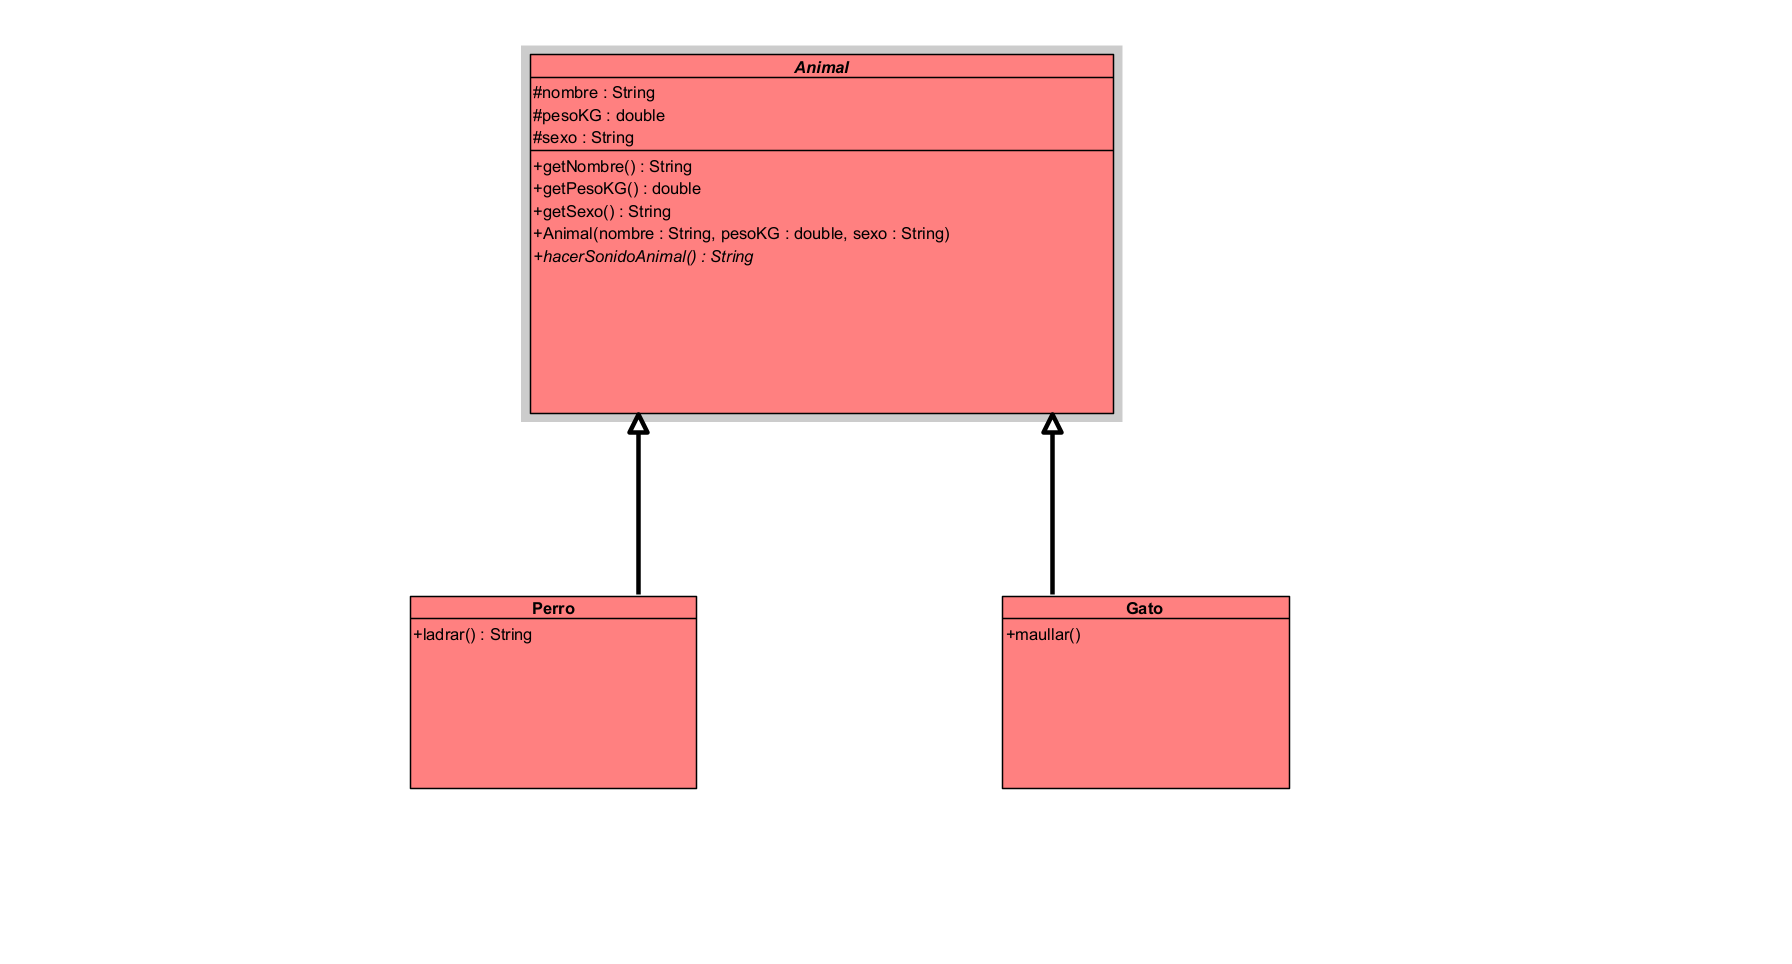 Animal
#nombre : String
#pesoKG : double
#sexo : String
+getNombre() : String
+getPesoKG() : double
+getSexo() : String
+Animal(nombre : String, pesoKG : double, sexo : String)
+hacerSonidoAnimal() : String
Perro
+ladrar() : String
Gato
+maullar()